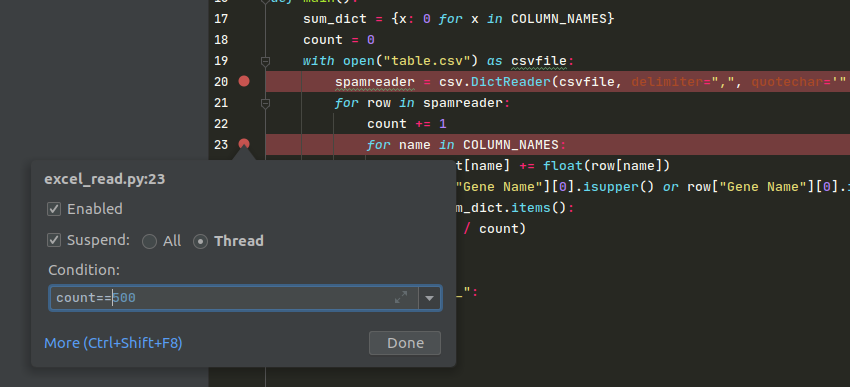 17 sum_dict = {x: 0 for x in COLUMN_NAMES}
18 count = 0
19 with open("table.csv") as csvfile:
20 spamreader = csv.DictReader(csvfile, delimiter=",", quotechar='"'
21 for row in spamreader:
22 count += 1
23 for name in COLUMN_NAMES:
t[name] += float(row[name])
"Gene Name"][0].isupper() or row["Gene Name"][0].i
m_dict.items():
/ count)
_":
excel_read.py:23
Enabled
Suspend: All Thread
Condition:
count==500
More (Ctrl+Shift+F8) Done